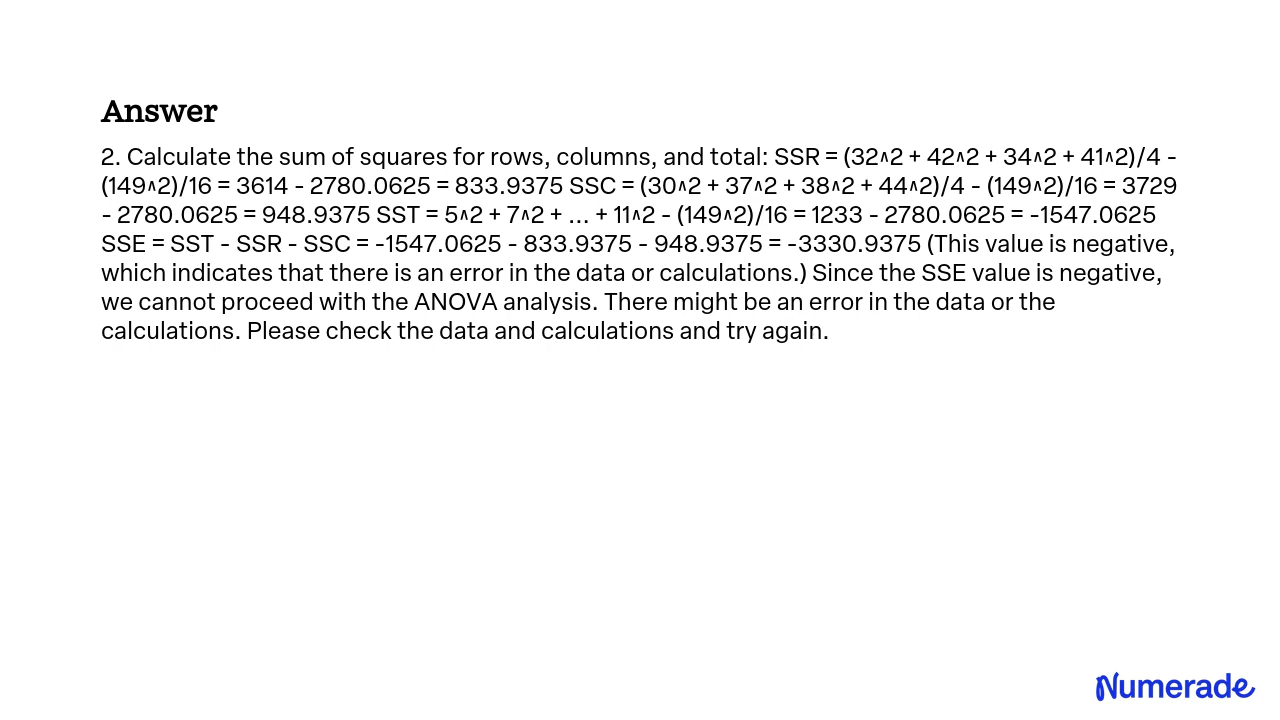 Answer
2. Calculate the sum of squares for rows, columns, and total: SSR = (32^2 + 42^2 + 34^2 + 41^2)/4 -
(149^2)/16 = 3614 - 2780.0625 = 833.9375 SSC = (30^2 + 37^2 + 38^2 + 44^2)/4 - (149^2)/16 = 3729
- 2780.0625 = 948.9375 SST = 5^2 + 7^2 + ... + 11^2 - (149^2)/16 = 1233 - 2780.0625 = -1547.0625
SSE = SST - SSR - SSC = -1547.0625 - 833.9375 - 948.9375 = -3330.9375 (This value is negative,
which indicates that there is an error in the data or calculations.) Since the SSE value is negative,
we cannot proceed with the ANOVA analysis. There might be an error in the data or the
calculations. Please check the data and calculations and try again.
Numerade